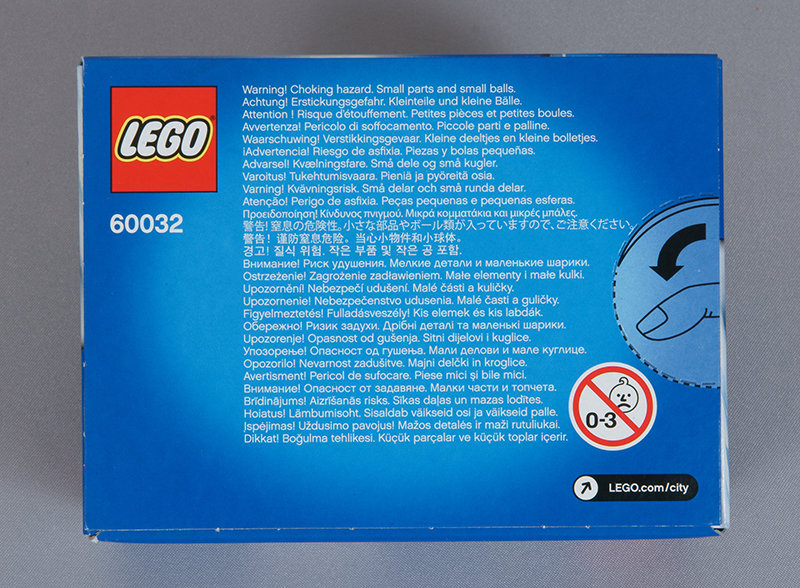 LEGO®
60032
Warning! Choking hazard. Small parts and small balls.
Achtung! Erstickungsgefahr. Kleinteile und kleine Bälle.
Attention ! Risque d'étouffement. Petites pièces et petites boules.
Avvertenza! Pericolo di soffocamento. Piccole parti e palline.
Waarschuwing! Verstikkingsgevaar. Kleine deeltjes en kleine bolletjes.
¡Advertencia! Riesgo de asfixia. Piezas y bolas pequeñas.
Advarsel! Kvælningsfare. Små dele og små kugler.
Varoitus! Tukehtumisvaara. Pieniä ja pyöreitä osia.
Varning! Kvävningsrisk. Små delar och små runda delar.
Atenção! Perigo de asfixia. Peças pequenas e pequenas esferas.
Προειδοποίηση! Κίνδυνος πνιγμού. Μικρά κομματάκια και μικρές μπάλες.
警告! 窒息の危険性。小さな部品やボール類が入っていますので、ご注意ください。
警告！谨防窒息危险。当心小物件和小球体。
경고! 질식 위험. 작은 부품 및 작은 공 포함.
Внимание! Риск удушения. Мелкие детали и маленькие шарики.
Ostrzeżenie! Zagrożenie zadławieniem. Małe elementy i małe kulki.
Upozornění! Nebezpečí udušení. Malé části a kuličky.
Upozornenie! Nebezpečenstvo udusenia. Malé časti a guličky.
Figyelmeztetés! Fulladásveszély! Kis elemek és kis labdák.
Обережно! Ризик задухи. Дрібні деталі та маленькі шарики.
Upozorenje! Opasnost od gušenja. Sitni dijelovi i kuglice.
Упозорење! Опасност од гушења. Мали делови и мале куглице.
Opozorilo! Nevarnost zadušitve. Majni delčki in kroglice.
Avertisment! Pericol de sufocare. Piese mici și bile mici.
Внимание! Опасност от задавяне. Малки части и топчета.
Brīdinājums! Aizrīšanās risks. Sīkas daļas un mazas lodītes.
Hoiatus! Lämbumisoht. Sisaldab väikseid osi ja väikseid palle.
Įspėjimas! Uždusimo pavojus! Mažos detalės ir maži rutuliukai.
Dikkat! Boğulma tehlikesi. Küçük parçalar ve küçük toplar içerir.
0-3
LEGO.com/city